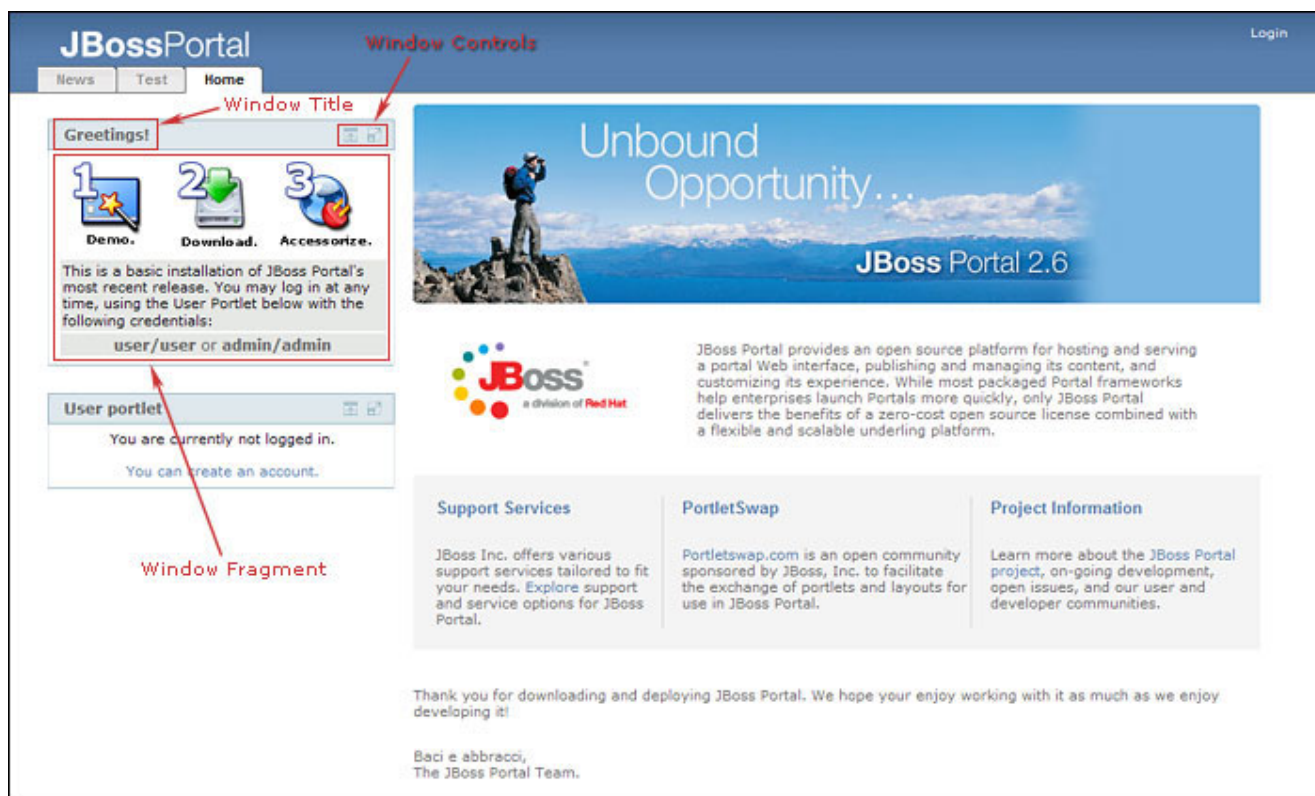 JBossPortal
Window Controls
Login
News
Test
Home
Window Title
Greetings!
1
2
3
Demo.
Download.
Accessorize.
This is a basic installation of JBoss Portal's
most recent release. You may log in at any
time, using the User Portlet below with the
following credentials:
user/user or admin/admin
User portlet
You are currently not logged in.
You can create an account.
Window Fragment
Unbound
Opportunity...
JBoss Portal 2.6
JBoss
a division of Red Hat
JBoss Portal provides an open source platform for hosting and serving
a portal Web interface, publishing and managing its content, and
customizing its experience. While most packaged Portal frameworks
help enterprises launch Portals more quickly, only JBoss Portal
delivers the benefits of a zero-cost open source license combined with
a flexible and scalable underling platform.
Support Services
JBoss Inc. offers various
support services tailored to fit
your needs. Explore support
and service options for JBoss
Portal.
PortletSwap
Portletswap.com is an open community
sponsored by JBoss, Inc. to facilitate
the exchange of portlets and layouts for
use in JBoss Portal.
Project Information
Learn more about the JBoss Portal
project, on-going development,
open issues, and our user and
developer communities.
Thank you for downloading and deploying JBoss Portal. We hope your enjoy working with it as much as we enjoy
developing it!
Baci e abbracci,
The JBoss Portal Team.